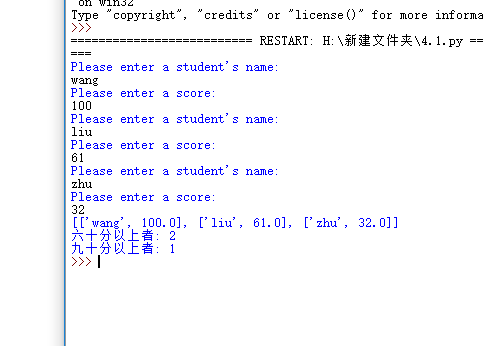 on win32
Type "copyright", "credits" or "license()" for more informa
>>>
========================== RESTART: H:\新建文件夹\4.1.py ==
===
Please enter a student's name:
wang
Please enter a score:
100
Please enter a student's name:
liu
Please enter a score:
61
Please enter a student's name:
zhu
Please enter a score:
32
[['wang', 100.0], ['liu', 61.0], ['zhu', 32.0]]
六十分以上者: 2
九十分以上者: 1
>>>